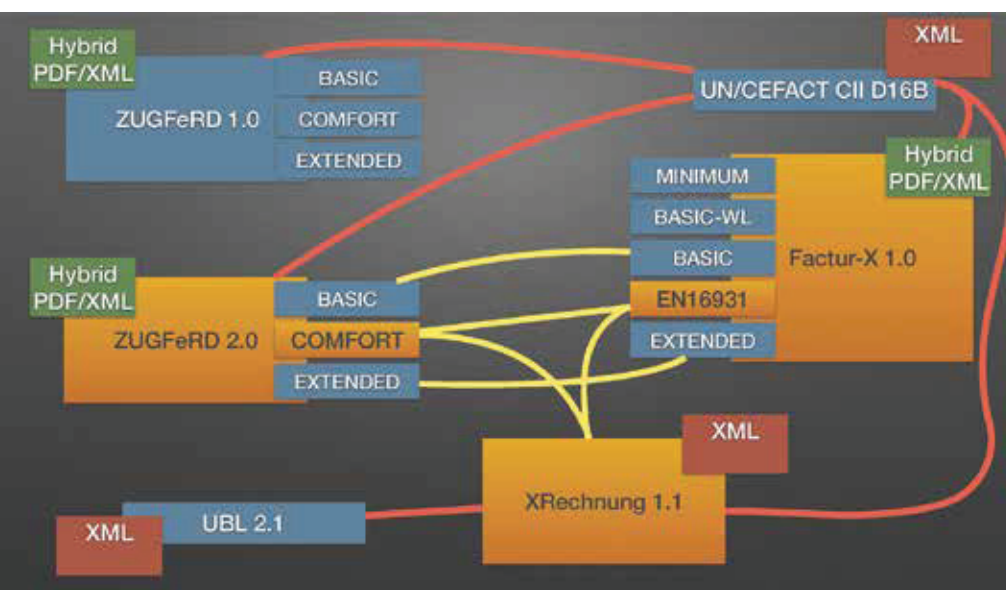 Hybrid
PDF/XML
ZUGFeRD 1.0
BASIC
COMFORT
EXTENDED
XML
UN/CEFACT CII D16B
Hybrid
PDF/XML
MINIMUM
BASIC-WL
BASIC
EN16931
EXTENDED
Factur-X 1.0
Hybrid
PDF/XML
ZUGFeRD 2.0
BASIC
COMFORT
EXTENDED
XML
XRechnung 1.1
UBL 2.1
XML